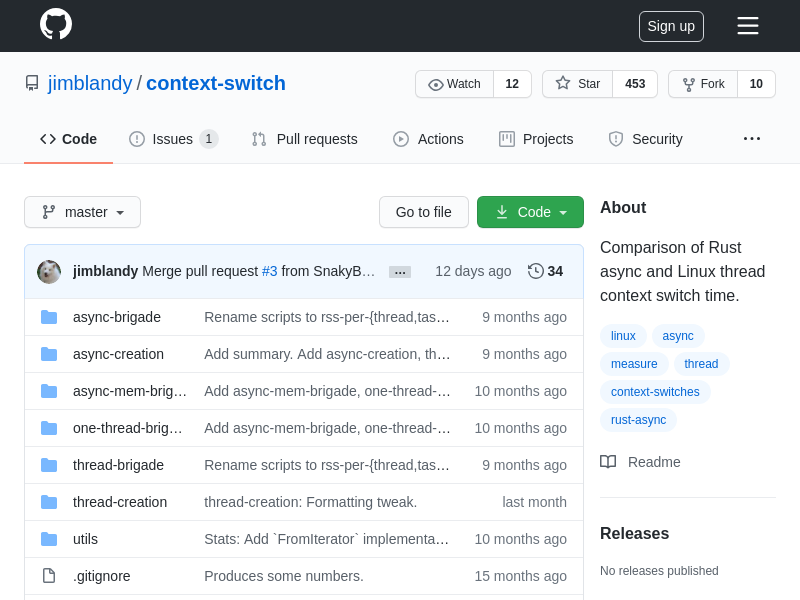 Sign up
jimblandy / context-switch
Watch 12 Star 453 Fork 10
Code Issues 1 Pull requests Actions Projects Security ...
master Go to file Code
jimblandy Merge pull request #3 from SnakyB… ... 12 days ago 34
async-brigade Rename scripts to rss-per-{thread,tas… 9 months ago
async-creation Add summary. Add async-creation, th… 9 months ago
async-mem-brig… Add async-mem-brigade, one-thread-… 10 months ago
one-thread-brig… Add async-mem-brigade, one-thread-… 10 months ago
thread-brigade Rename scripts to rss-per-{thread,tas… 9 months ago
thread-creation thread-creation: Formatting tweak. last month
utils Stats: Add `FromIterator` implementa… 10 months ago
.gitignore Produces some numbers. 15 months ago
About
Comparison of Rust
async and Linux thread
context switch time.
linux async
measure thread
context-switches
rust-async
Readme
Releases
No releases published